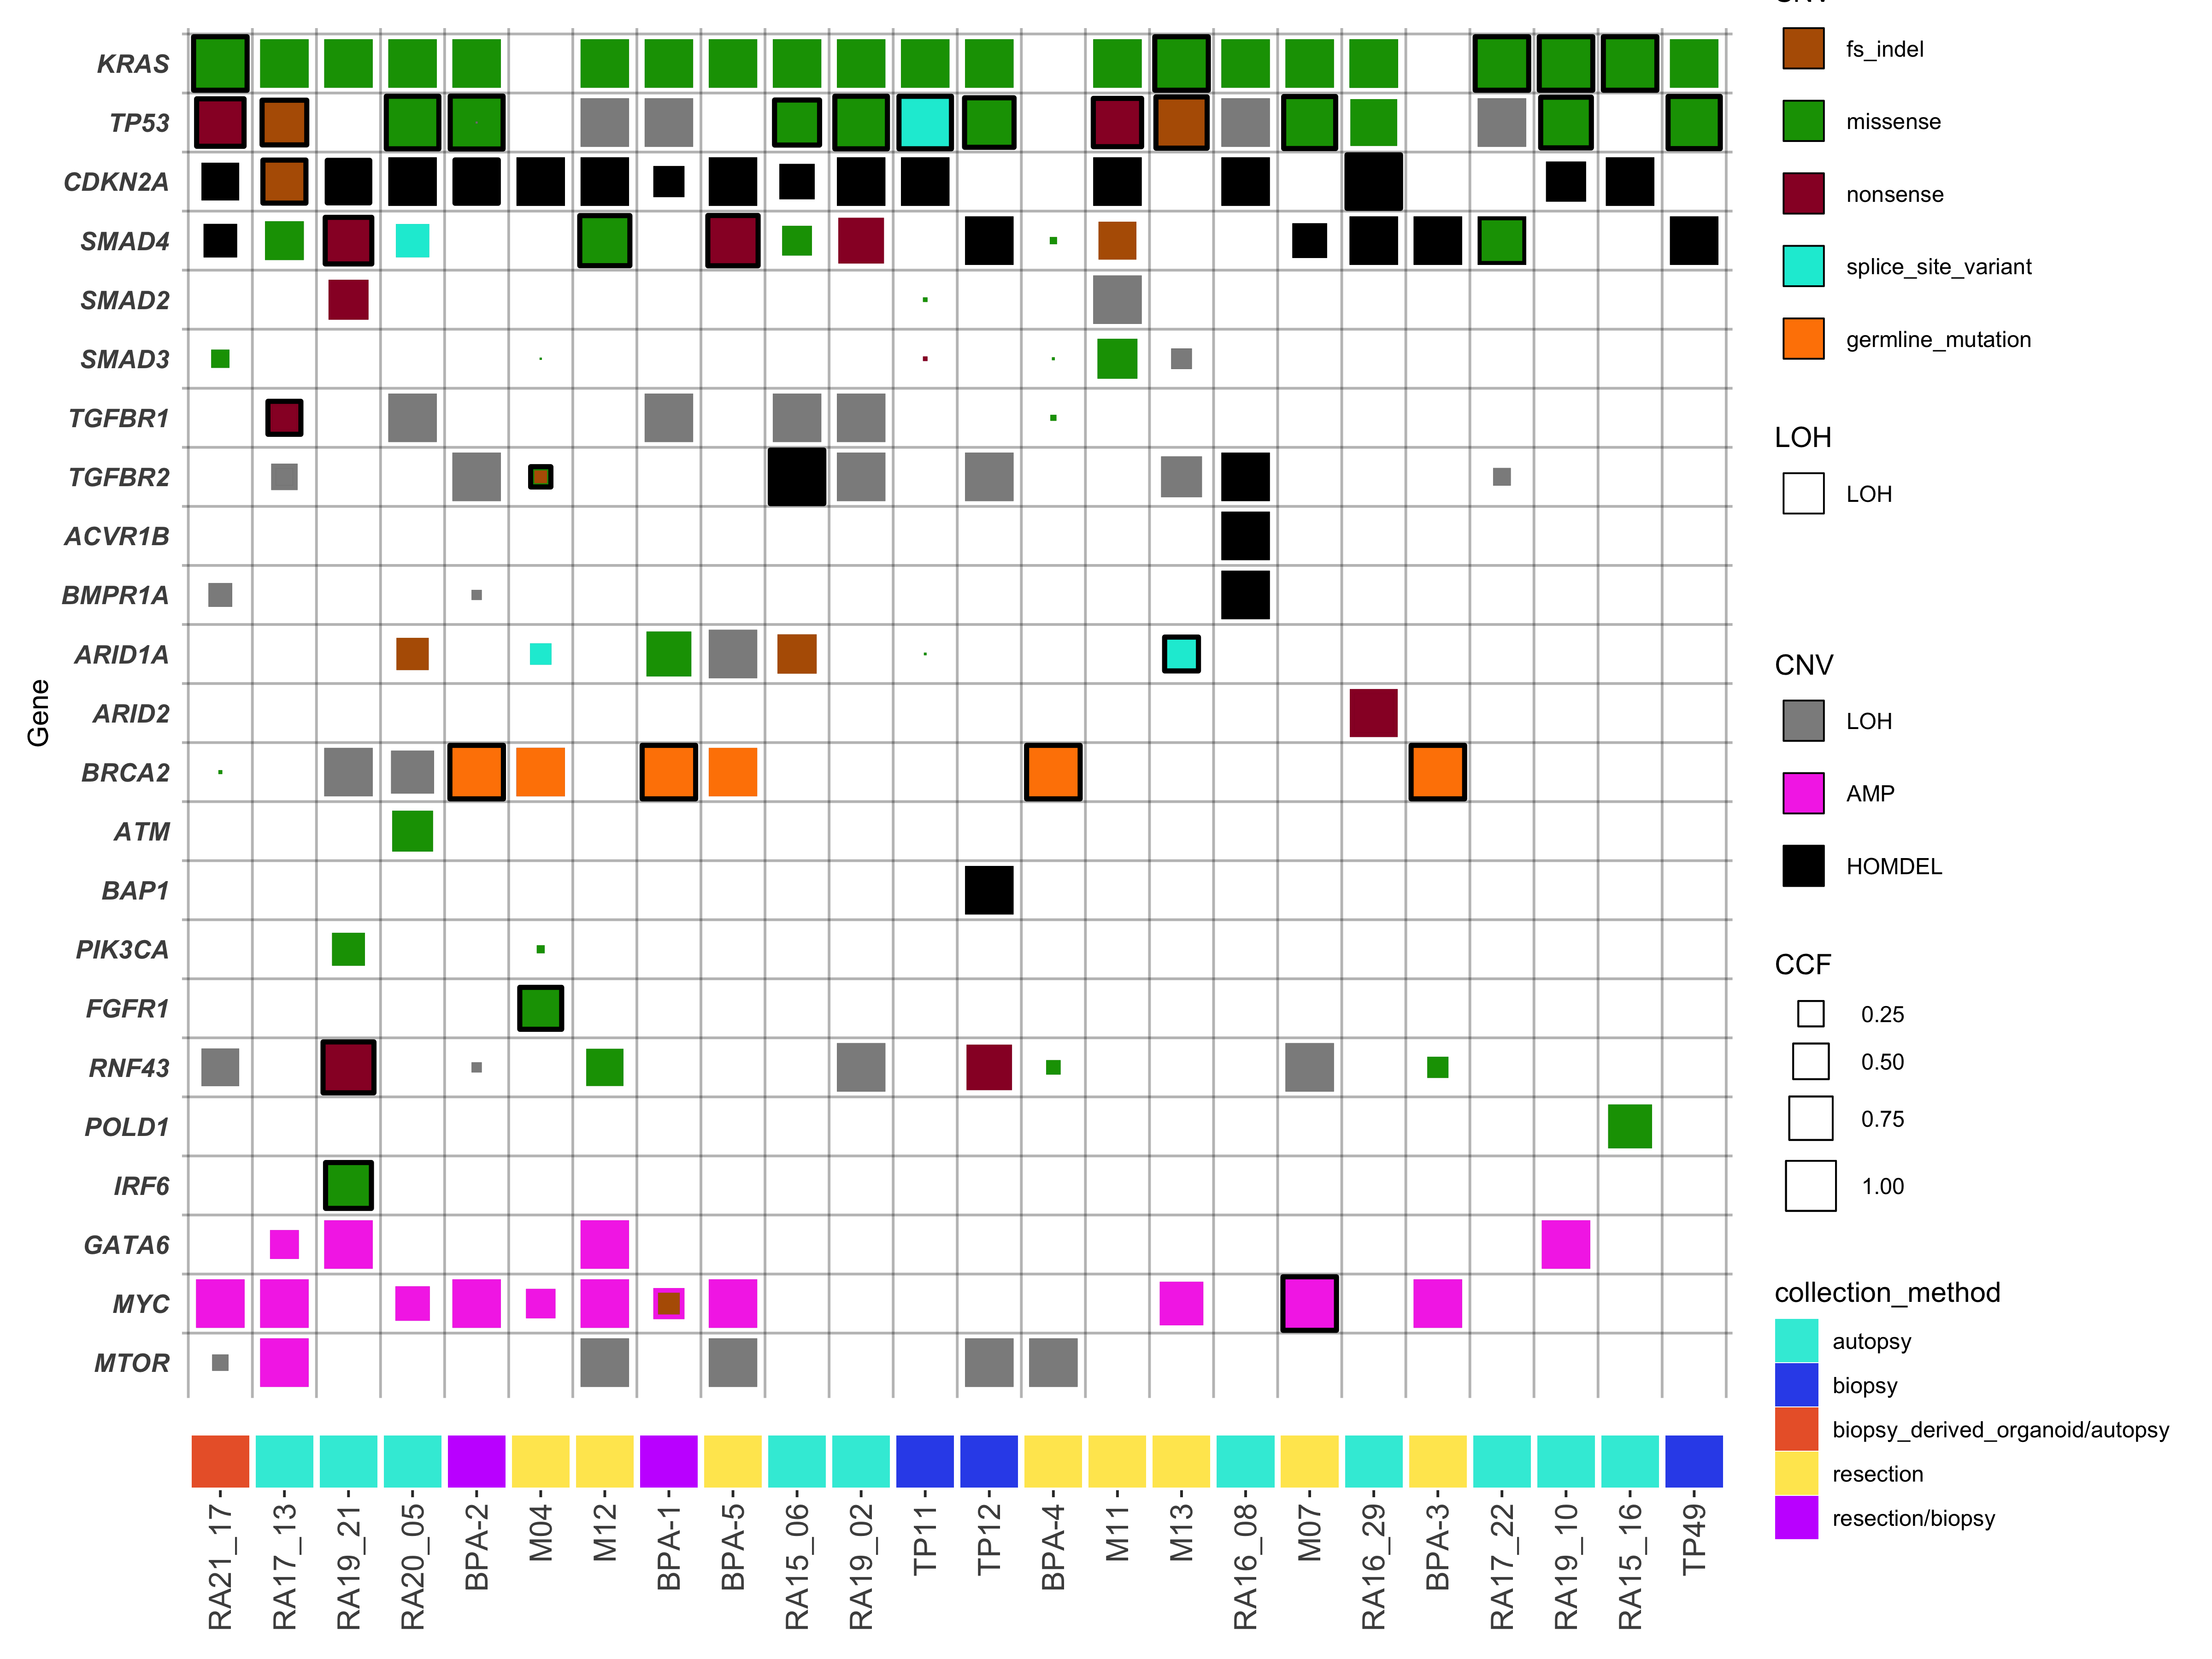 Gene
KRAS
TP53
CDKN2A
SMAD4
SMAD2
SMAD3
TGFBR1
TGFBR2
ACVR1B
BMPR1A
ARID1A
ARID2
BRCA2
ATM
BAP1
PIK3CA
FGFR1
RNF43
POLD1
IRF6
GATA6
MYC
MTOR
RA21_17
RA17_13
RA19_21
RA20_05
BPA-2
M04
M12
BPA-1
BPA-5
RA15_06
RA19_02
TP11
TP12
BPA-4
M11
M13
RA16_08
M07
RA16_29
BPA-3
RA17_22
RA19_10
RA15_16
TP49
fs_indel
missense
nonsense
splice_site_variant
germline_mutation
LOH
LOH
CNV
LOH
AMP
HOMDEL
CCF
0.25
0.50
0.75
1.00
collection_method
autopsy
biopsy
biopsy_derived_organoid/autopsy
resection
resection/biopsy